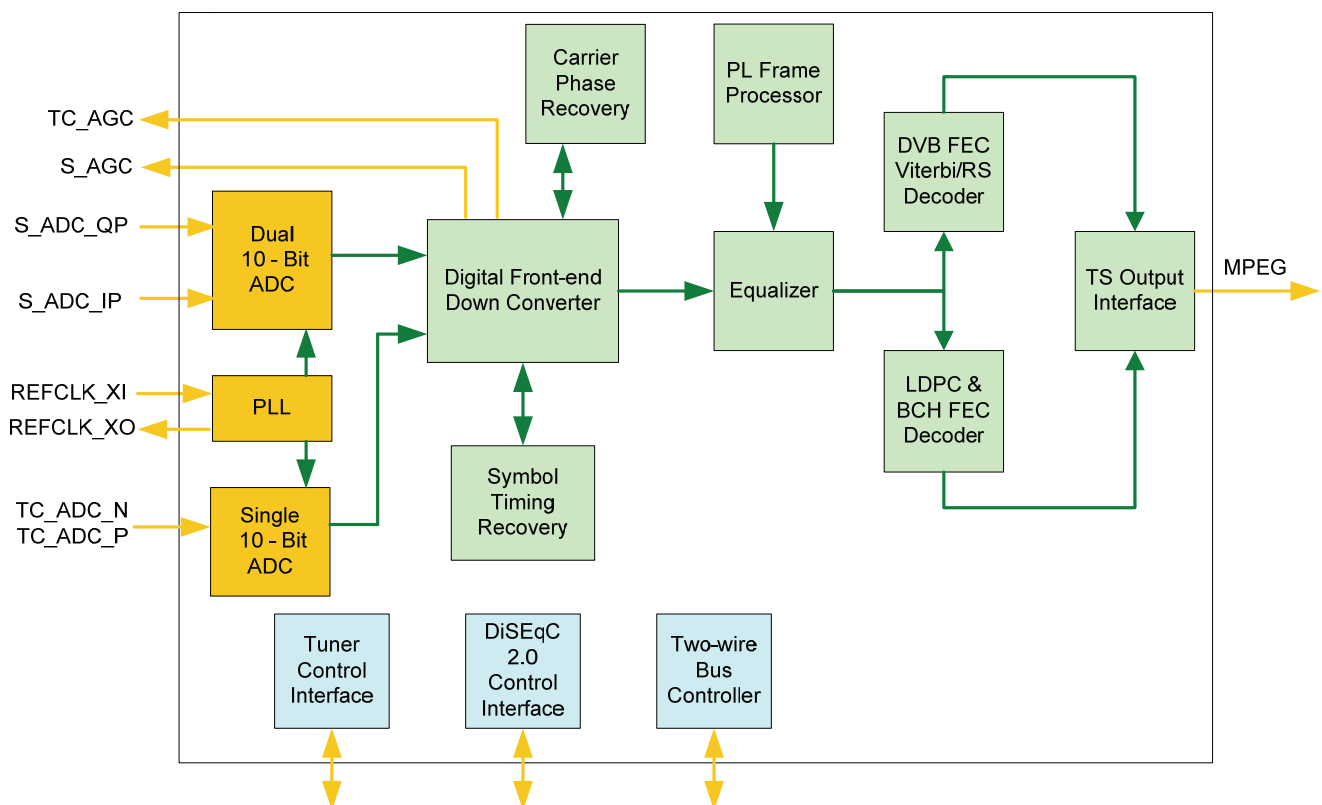 Carrier
Phase
Recovery
PL Frame
Processor
TC_AGC
S_AGC
DVB FEC
Viterbi/RS
Decoder
S_ADC_QP
S_ADC_IP
Dual
10 - Bit
ADC
Digital Front-end
Down Converter
Equalizer
TS Output
Interface
MPEG
REFCLK_XI
REFCLK_XO
PLL
LDPC &
BCH FEC
Decoder
TC_ADC_N
TC_ADC_P
Single
10 - Bit
ADC
Symbol
Timing
Recovery
Tuner
Control
Interface
DiSEqC
2.0
Control
Interface
Two-wire
Bus
Controller